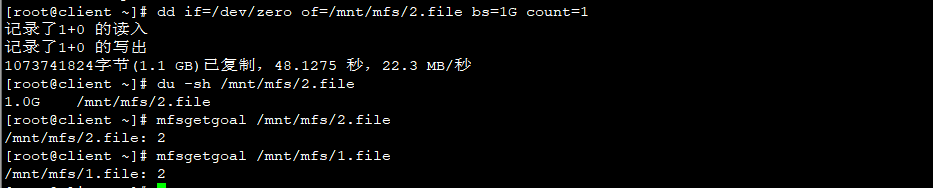 [root@client ~]# dd if=/dev/zero of=/mnt/mfs/2.file bs=1G count=1
记录了1+0 的读入
记录了1+0 的写出
1073741824字节(1.1 GB)已复制，48.1275 秒，22.3 MB/秒
[root@client ~]# du -sh /mnt/mfs/2.file
1.0G    /mnt/mfs/2.file
[root@client ~]# mfsgetgoal /mnt/mfs/2.file
/mnt/mfs/2.file: 2
[root@client ~]# mfsgetgoal /mnt/mfs/1.file
/mnt/mfs/1.file: 2